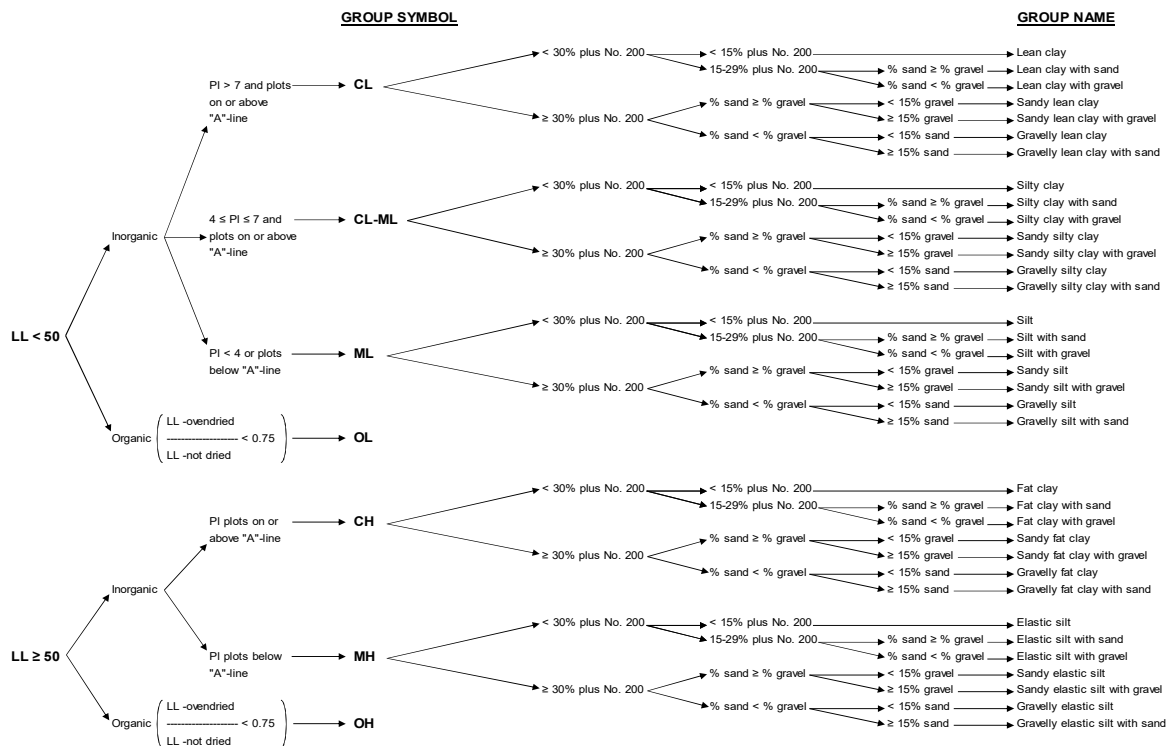 GROUP SYMBOL GROUP NAME
< 30% plus No. 200 < 15% plus No. 200 Lean clay
PI > 7 and plots
on or above
"A"-line
CL
15-29% plus No. 200 % sand ≥ % gravel Lean clay with sand
% sand < % gravel Lean clay with gravel
≥ 30% plus No. 200 % sand ≥ % gravel < 15% gravel Sandy lean clay
≥ 15% gravel Sandy lean clay with gravel
% sand < % gravel < 15% sand Gravelly lean clay
≥ 15% sand Gravelly lean clay with sand
< 30% plus No. 200 < 15% plus No. 200 Silty clay
15-29% plus No. 200 % sand ≥ % gravel Silty clay with sand
% sand < % gravel Silty clay with gravel
Inorganic
4 ≤ PI ≤ 7 and
plots on or above
"A"-line
CL-ML
≥ 30% plus No. 200 % sand ≥ % gravel < 15% gravel Sandy silty clay
≥ 15% gravel Sandy silty clay with gravel
% sand < % gravel < 15% sand Gravelly silty clay
≥ 15% sand Gravelly silty clay with sand
LL < 50
< 30% plus No. 200 < 15% plus No. 200 Silt
15-29% plus No. 200 % sand ≥ % gravel Silt with sand
% sand < % gravel Silt with gravel
PI < 4 or plots
below "A"-line
ML
≥ 30% plus No. 200 % sand ≥ % gravel < 15% gravel Sandy silt
≥ 15% gravel Sandy silt with gravel
% sand < % gravel < 15% sand Gravelly silt
≥ 15% sand Gravelly silt with sand
LL -ovendried
Organic --------------------- < 0.75 OL
LL -not dried
< 30% plus No. 200 < 15% plus No. 200 Fat clay
15-29% plus No. 200 % sand ≥ % gravel Fat clay with sand
% sand < % gravel Fat clay with gravel
PI plots on or
above "A"-line
CH
≥ 30% plus No. 200 % sand ≥ % gravel < 15% gravel Sandy fat clay
≥ 15% gravel Sandy fat clay with gravel
% sand < % gravel < 15% sand Gravelly fat clay
≥ 15% sand Gravelly fat clay with sand
Inorganic
< 30% plus No. 200 < 15% plus No. 200 Elastic silt
15-29% plus No. 200 % sand ≥ % gravel Elastic silt with sand
% sand < % gravel Elastic silt with gravel
LL ≥ 50
PI plots below
"A"-line
MH
≥ 30% plus No. 200 % sand ≥ % gravel < 15% gravel Sandy elastic silt
≥ 15% gravel Sandy elastic silt with gravel
% sand < % gravel < 15% sand Gravelly elastic silt
≥ 15% sand Gravelly elastic silt with sand
LL -ovendried
Organic --------------------- < 0.75 OH
LL -not dried